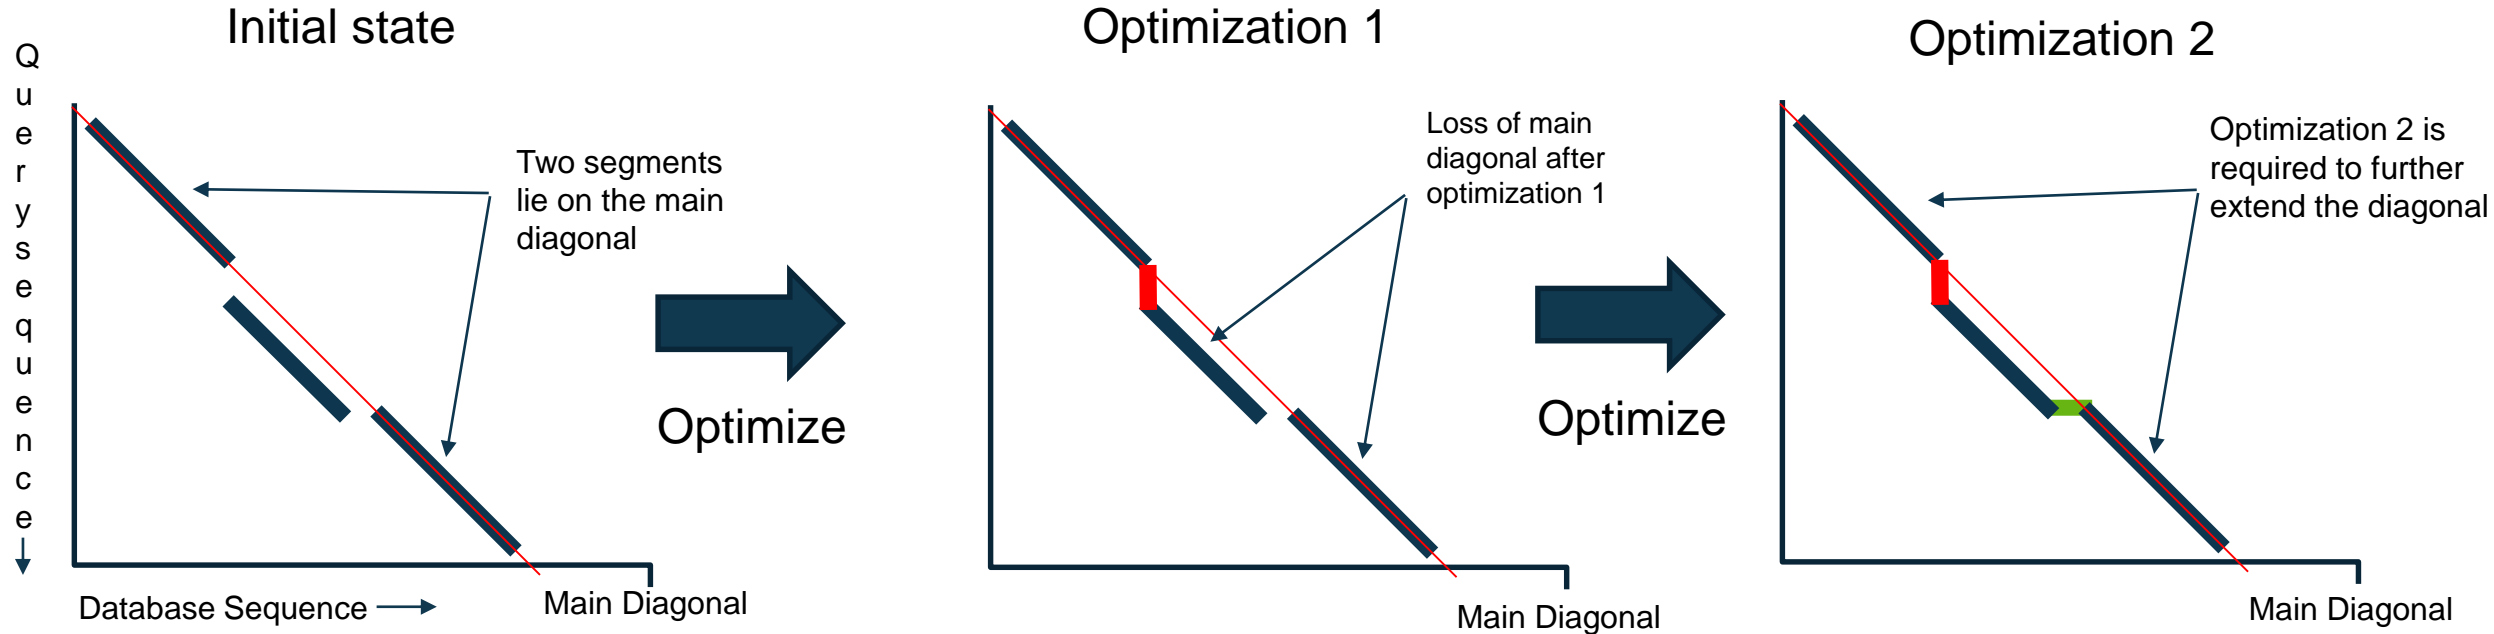 Initial state
Optimization 1
Optimization 2
Query sequence
Two segments
lie on the main
diagonal
Optimize
Database Sequence
Main Diagonal
Loss of main
diagonal after
optimization 1
Optimize
Main Diagonal
Optimization 2 is
required to further
extend the diagonal
Main Diagonal